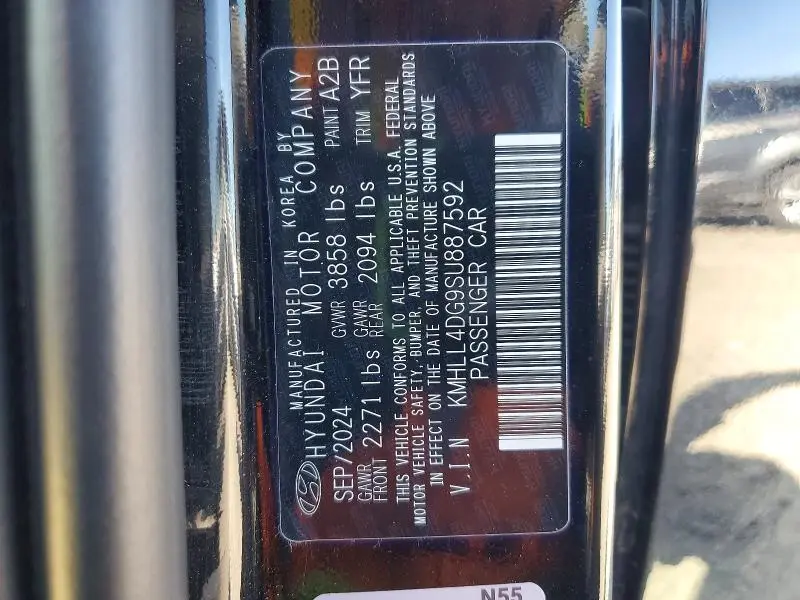 MANUFACTURED IN KOREA BY
HYUNDAI MOTOR COMPANY
SEP/2024 GVWR 3858 lbs PAINT A2B
GAWR FRONT 2271 lbs GAWR REAR 2094 lbs TRIM YFR
THIS VEHICLE CONFORMS TO ALL APPLICABLE U.S.A. FEDERAL
MOTOR VEHICLE SAFETY, BUMPER, AND THEFT PREVENTION STANDARDS
IN EFFECT ON THE DATE OF MANUFACTURE SHOWN ABOVE
V.I.N KMHLL4DG9SU887592
PASSENGER CAR
N55